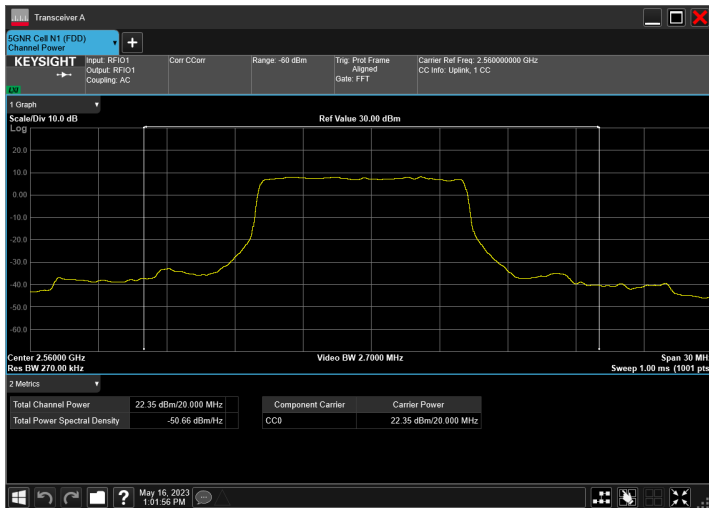 Transceiver A
5GNR Cell N1 (FDD)
Channel Power
KEYSIGHT
LXI
Input: RFIO1
Output: RFIO1
Coupling: AC
Corr CCorr
Range: -60 dBm
Trig: Prot Frame
Aligned
Gate: FFT
Carrier Ref Freq: 2.560000000 GHz
CC Info: Uplink, 1 CC
1 Graph
Scale/Div 10.0 dB
Ref Value 30.00 dBm
Log
20.0
10.0
0.00
-10.0
-20.0
-30.0
-40.0
-50.0
-60.0
Center 2.56000 GHz
Video BW 2.7000 MHz
Span 30 MH
Res BW 270.00 kHz
Sweep 1.00 ms (1001 pts
2 Metrics
Total Channel Power 22.35 dBm/20.000 MHz
Total Power Spectral Density -50.66 dBm/Hz
Component Carrier Carrier Power
CC0 22.35 dBm/20.000 MHz
May 16, 2023
1:01:56 PM